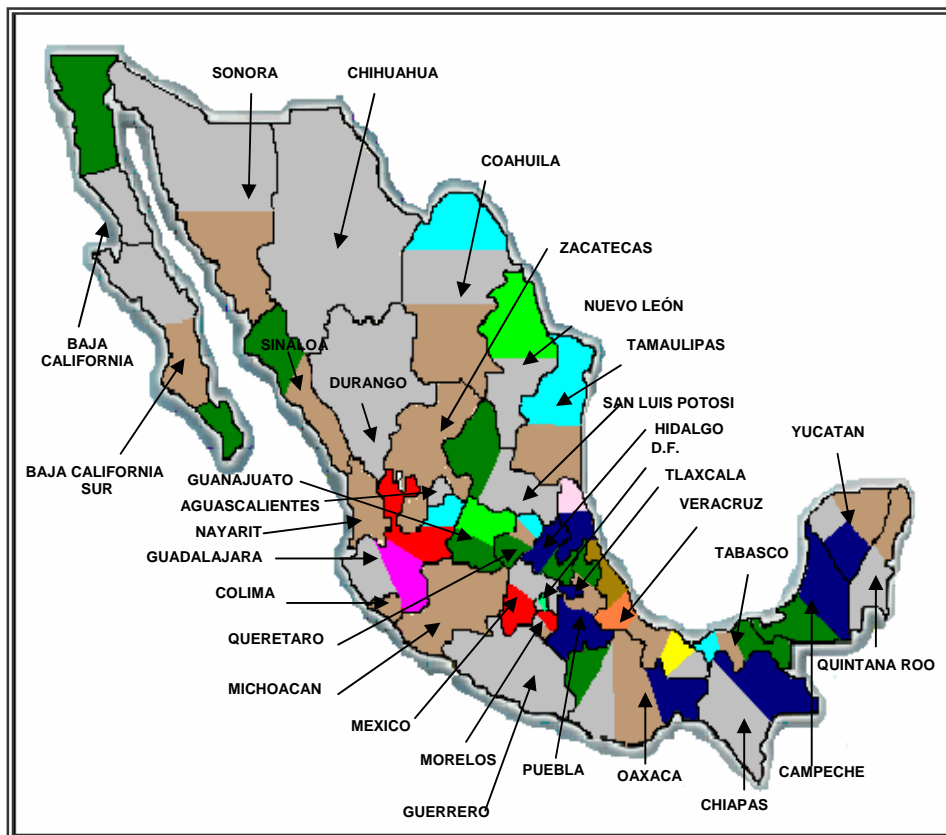 SONORA
CHIHUAHUA
COAHUILA
ZACATECAS
NUEVO LEÓN
BAJA
CALIFORNIA
SINALOA
TAMAULIPAS
DURANGO
SAN LUIS POTOSI
HIDALGO
D.F.
YUCATAN
BAJA CALIFORNIA
SUR
GUANAJUATO
TLAXCALA
AGUASCALIENTES
VERACRUZ
NAYARIT
GUADALAJARA
TABASCO
COLIMA
QUERETARO
QUINTANA ROO
MICHOACAN
MEXICO
MORELOS
PUEBLA
OAXACA
CAMPECHE
CHIAPAS
GUERRERO